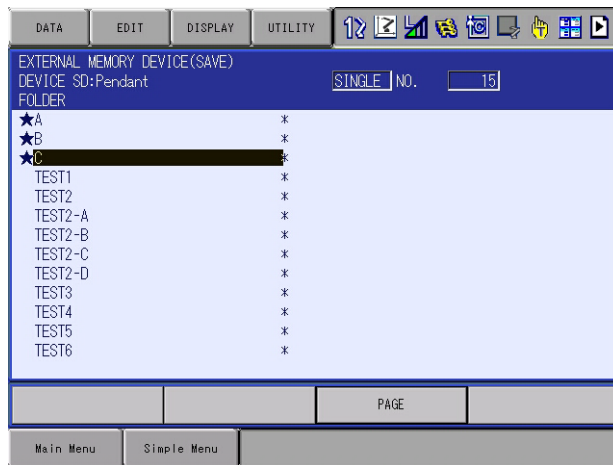 DATA EDIT DISPLAY UTILITY
EXTERNAL MEMORY DEVICE(SAVE)
DEVICE SD:Pendant SINGLE NO. 15
FOLDER
★A *
★B *
★C *
TEST1 *
TEST2 *
TEST2-A *
TEST2-B *
TEST2-C *
TEST2-D *
TEST3 *
TEST4 *
TEST5 *
TEST6 *
PAGE
Main Menu Simple Menu